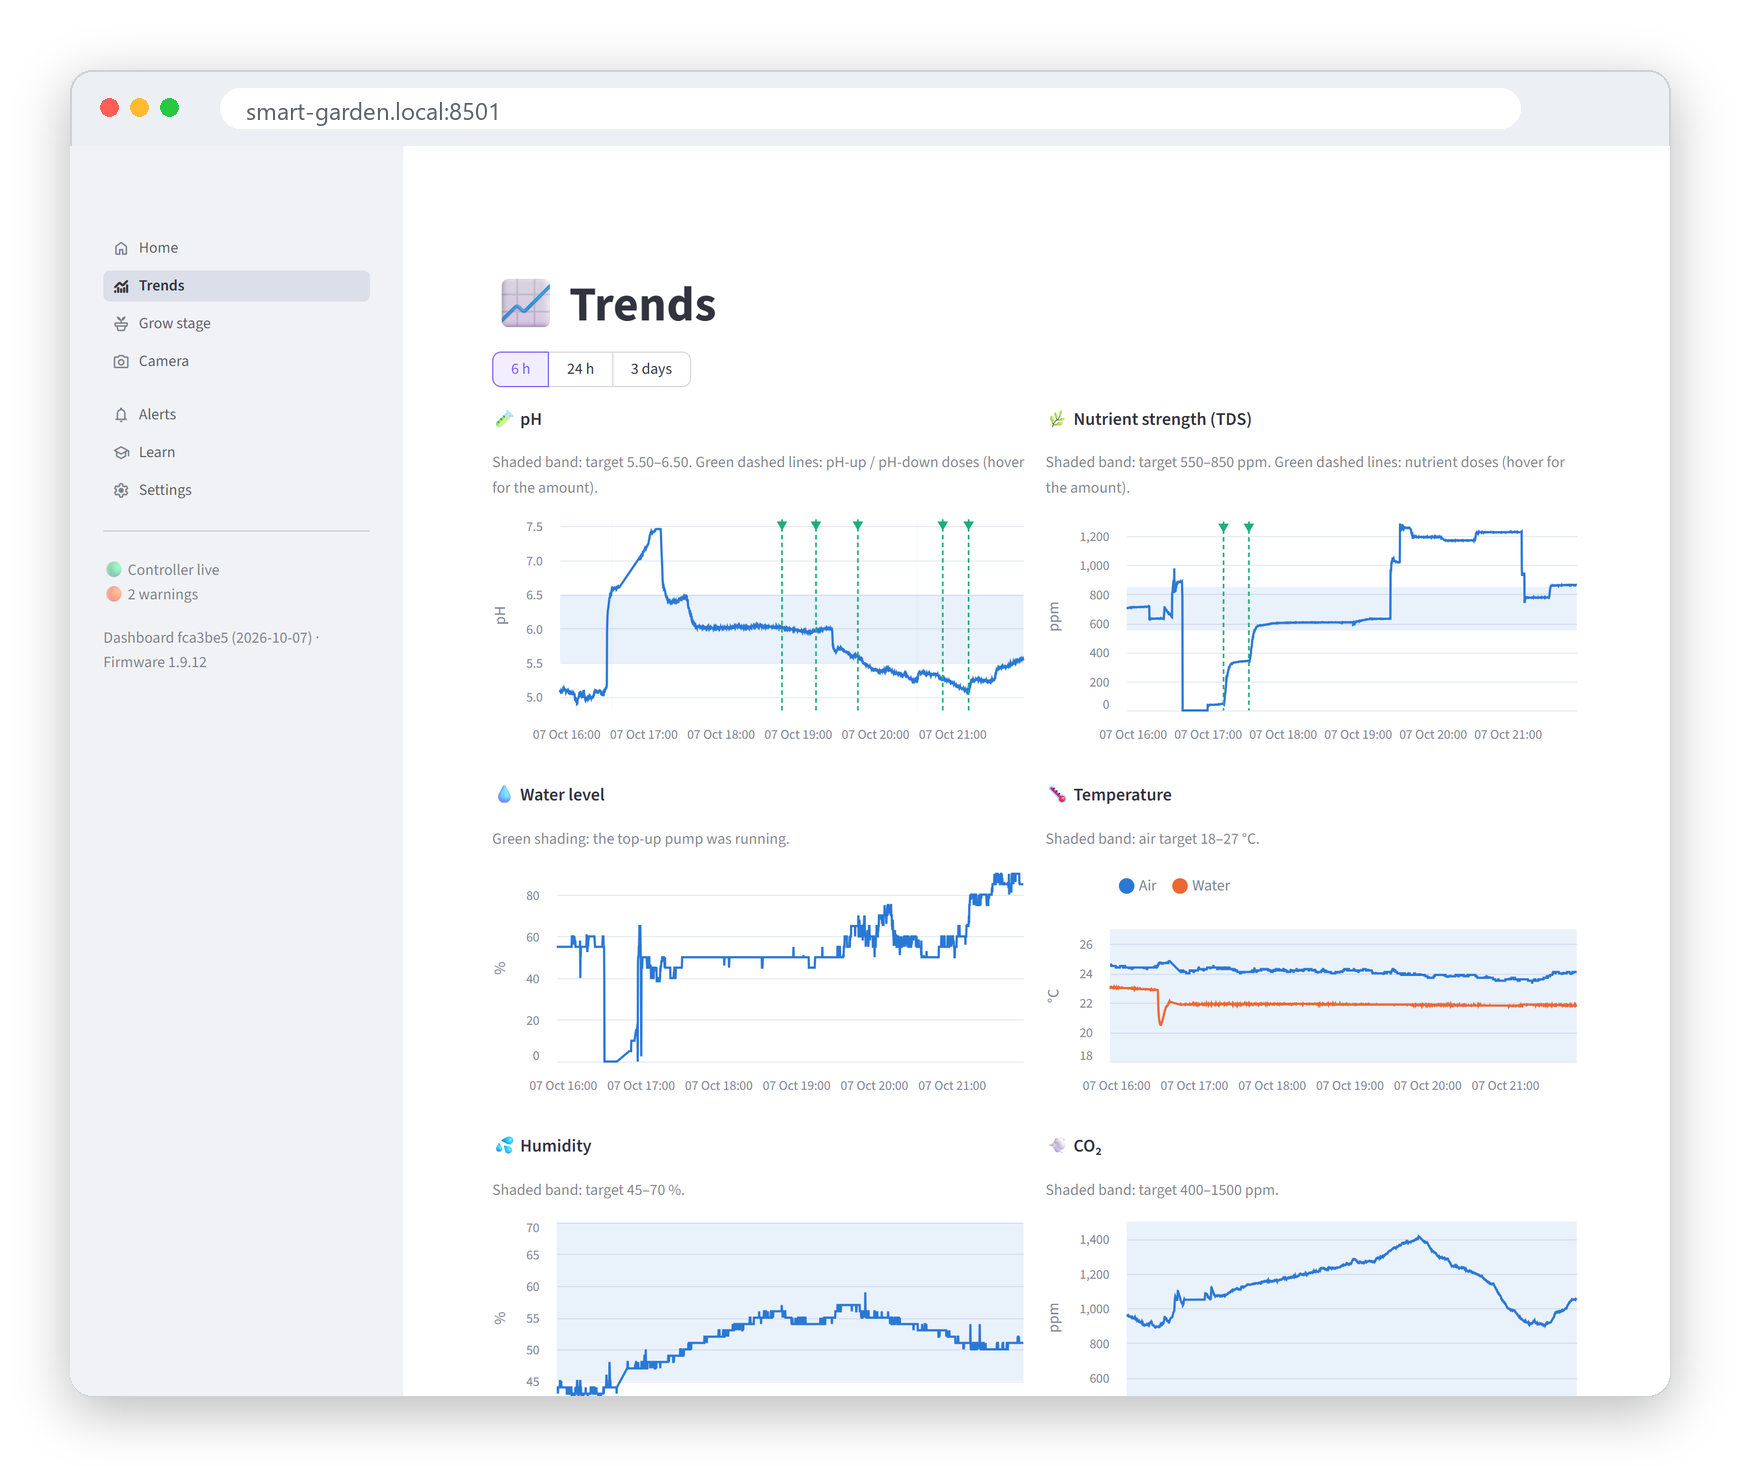 smart-garden.local:8501
Home
Trends
Grow stage
Camera
Alerts
Learn
Settings
Controller live
2 warnings
Dashboard fca3be5 (2026-10-07) ·
Firmware 1.9.12
Trends
6 h
24 h
3 days
pH
Shaded band: target 5.50–6.50. Green dashed lines: pH-up / pH-down doses (hover
for the amount).
7.5
7.0
6.5
6.0
5.5
5.0
pH
07 Oct 16:00 07 Oct 17:00 07 Oct 18:00 07 Oct 19:00 07 Oct 20:00 07 Oct 21:00
Nutrient strength (TDS)
Shaded band: target 550–850 ppm. Green dashed lines: nutrient doses (hover for
the amount).
1,200
1,000
800
600
400
200
0
ppm
07 Oct 16:00 07 Oct 17:00 07 Oct 18:00 07 Oct 19:00 07 Oct 20:00 07 Oct 21:00
Water level
Green shading: the top-up pump was running.
80
60
40
20
0
%
07 Oct 16:00 07 Oct 17:00 07 Oct 18:00 07 Oct 19:00 07 Oct 20:00 07 Oct 21:00
Temperature
Shaded band: air target 18–27 °C.
Air Water
26
24
22
20
18
°C
07 Oct 16:00 07 Oct 17:00 07 Oct 18:00 07 Oct 19:00 07 Oct 20:00 07 Oct 21:00
Humidity
Shaded band: target 45–70 %.
70
65
60
55
50
45
%
CO₂
Shaded band: target 400–1500 ppm.
1,400
1,200
1,000
800
600
ppm